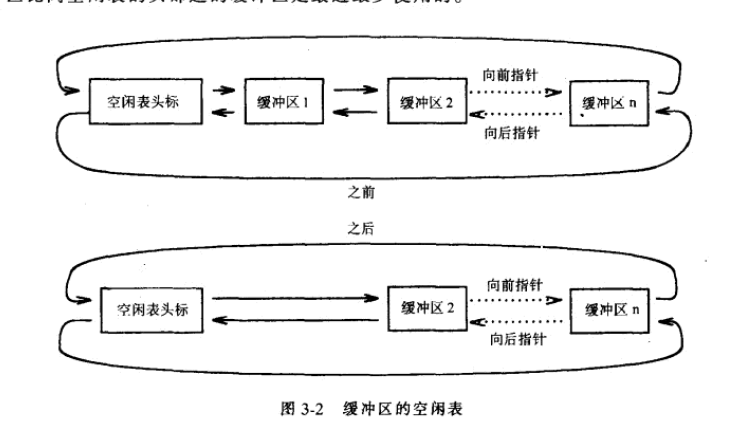 空闲表头标 缓冲区1 缓冲区2 向前指针 缓冲区 n
向后指针
之前
之后
空闲表头标 缓冲区2 向前指针 缓冲区 n
向后指针
图 3-2 缓冲区的空闲表